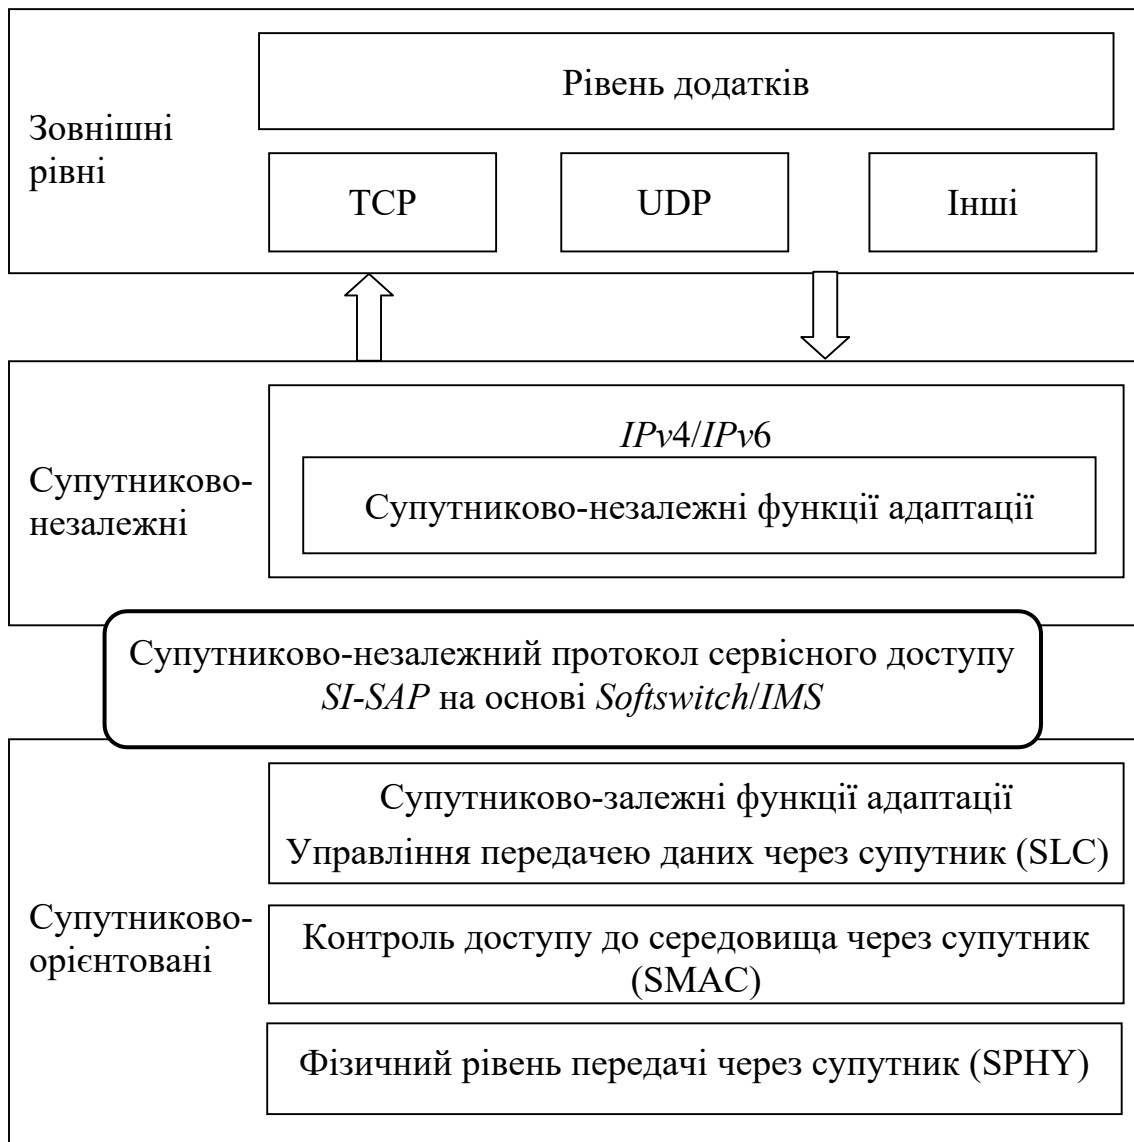 Рівень додатків
Зовнішні
рівні
TCP
UDP
Інші
IPv4/IPv6
Супутниково-
незалежні
Супутниково-незалежні функції адаптації
Супутниково-незалежний протокол сервісного доступу
SI-SAP на основі Softswitch/IMS
Супутниково-залежні функції адаптації
Управління передачею даних через супутник (SLC)
Супутниково-
орієнтовані
Контроль доступу до середовища через супутник
(SMAC)
Фізичний рівень передачі через супутник (SPHY)